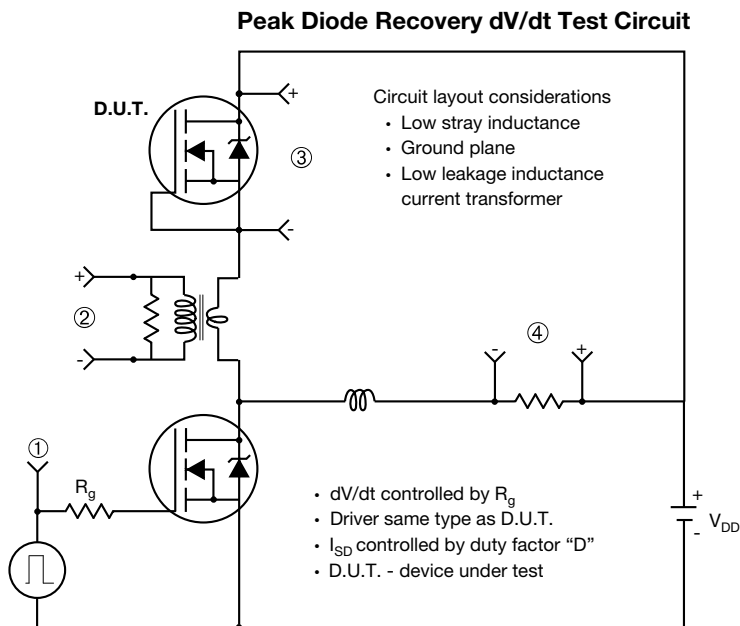 Peak Diode Recovery dV/dt Test Circuit
D.U.T.
+
Circuit layout considerations
• Low stray inductance
• Ground plane
• Low leakage inductance
current transformer
③
-
+
②
-
④
-
+
①
Rg
• dV/dt controlled by Rg
• Driver same type as D.U.T.
• ISD controlled by duty factor “D”
• D.U.T. - device under test
+
VDD
-